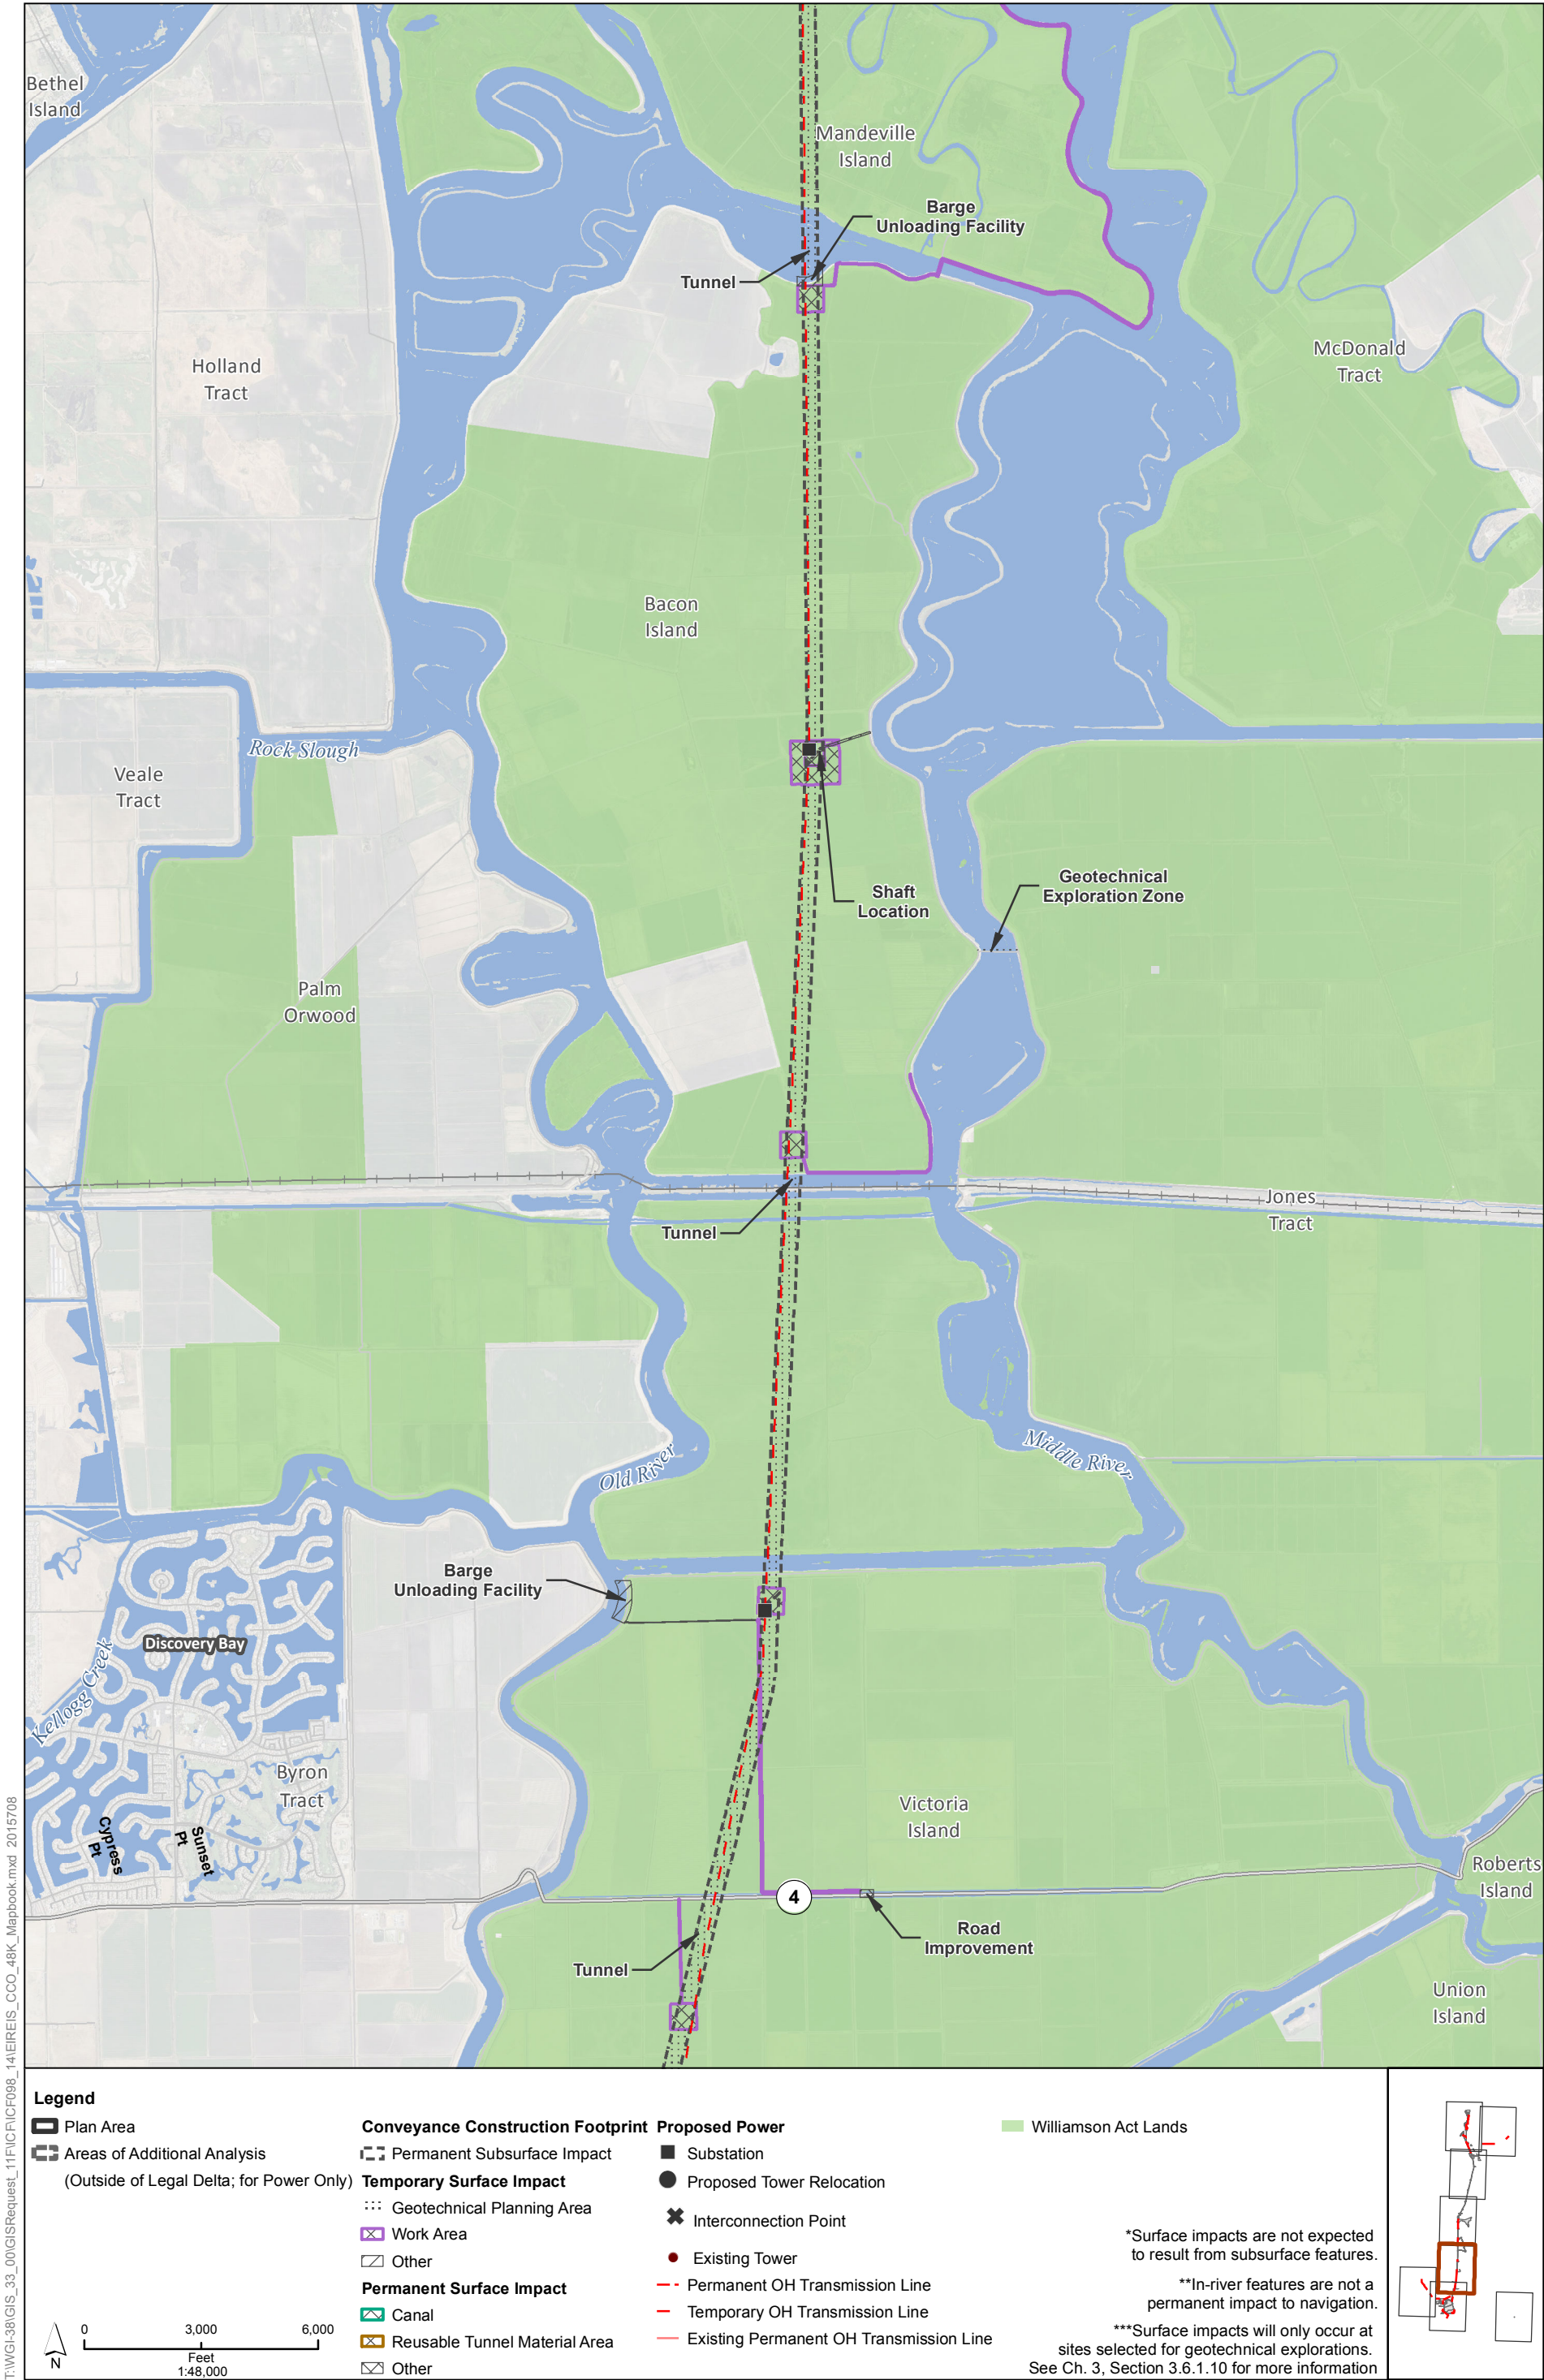 Bethel
Island
Mandeville
Island
Barge
Unloading Facility
Tunnel
Holland
Tract
McDonald
Tract
Bacon
Island
Rock Slough
Veale
Tract
Shaft
Location
Geotechnical
Exploration Zone
Palm
Orwood
Jones
Tract
Tunnel
Old River
Middle River
Barge
Unloading Facility
Discovery Bay
Kellogg Creek
Byron
Tract
Victoria
Island
Cypress
Pt
Sunset
Pt
Roberts
Island
4
Road
Improvement
Tunnel
Union
Island
T:\WGI-38\GIS_33_00\GISRequest_11F\ICF\ICF098_14\EIREIS_CCO_48K_Mapbook.mxd 2015708
Legend
Plan Area
Areas of Additional Analysis
(Outside of Legal Delta; for Power Only)
Conveyance Construction Footprint
Permanent Subsurface Impact
Temporary Surface Impact
Geotechnical Planning Area
Work Area
Other
Permanent Surface Impact
Canal
Reusable Tunnel Material Area
Other
Proposed Power
Substation
Proposed Tower Relocation
Interconnection Point
Existing Tower
Permanent OH Transmission Line
Temporary OH Transmission Line
Existing Permanent OH Transmission Line
Williamson Act Lands
*Surface impacts are not expected
to result from subsurface features.
**In-river features are not a
permanent impact to navigation.
***Surface impacts will only occur at
sites selected for geotechnical explorations.
See Ch. 3, Section 3.6.1.10 for more information
N
0 3,000 6,000
Feet
1:48,000